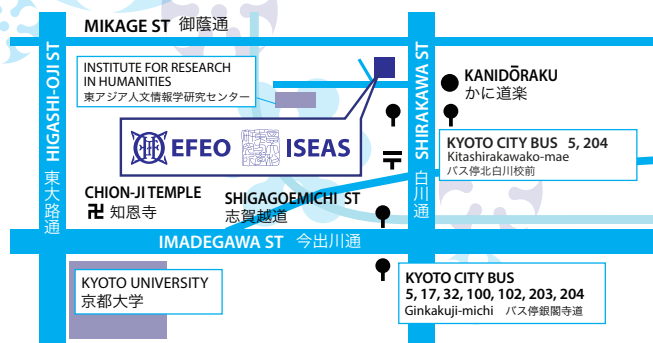 MIKAGE ST 御蔭通
HIGASHI-OJI ST 東大路通
INSTITUTE FOR RESEARCH
IN HUMANITIES
東アジア人文情報学研究センター
SHIRAKAWA ST 白川通
KANIDŌRAKU
かに道楽
EFEO ISEAS
KYOTO CITY BUS 5, 204
Kitashirakawako-mae
バス停北白川校前
〒
CHION-JI TEMPLE
卍 知恩寺
SHIGAGOEMICHI ST
志賀越道
IMADEGAWA ST 今出川通
KYOTO UNIVERSITY
京都大学
KYOTO CITY BUS
5, 17, 32, 100, 102, 203, 204
Ginkakuji-michi バス停銀閣寺道